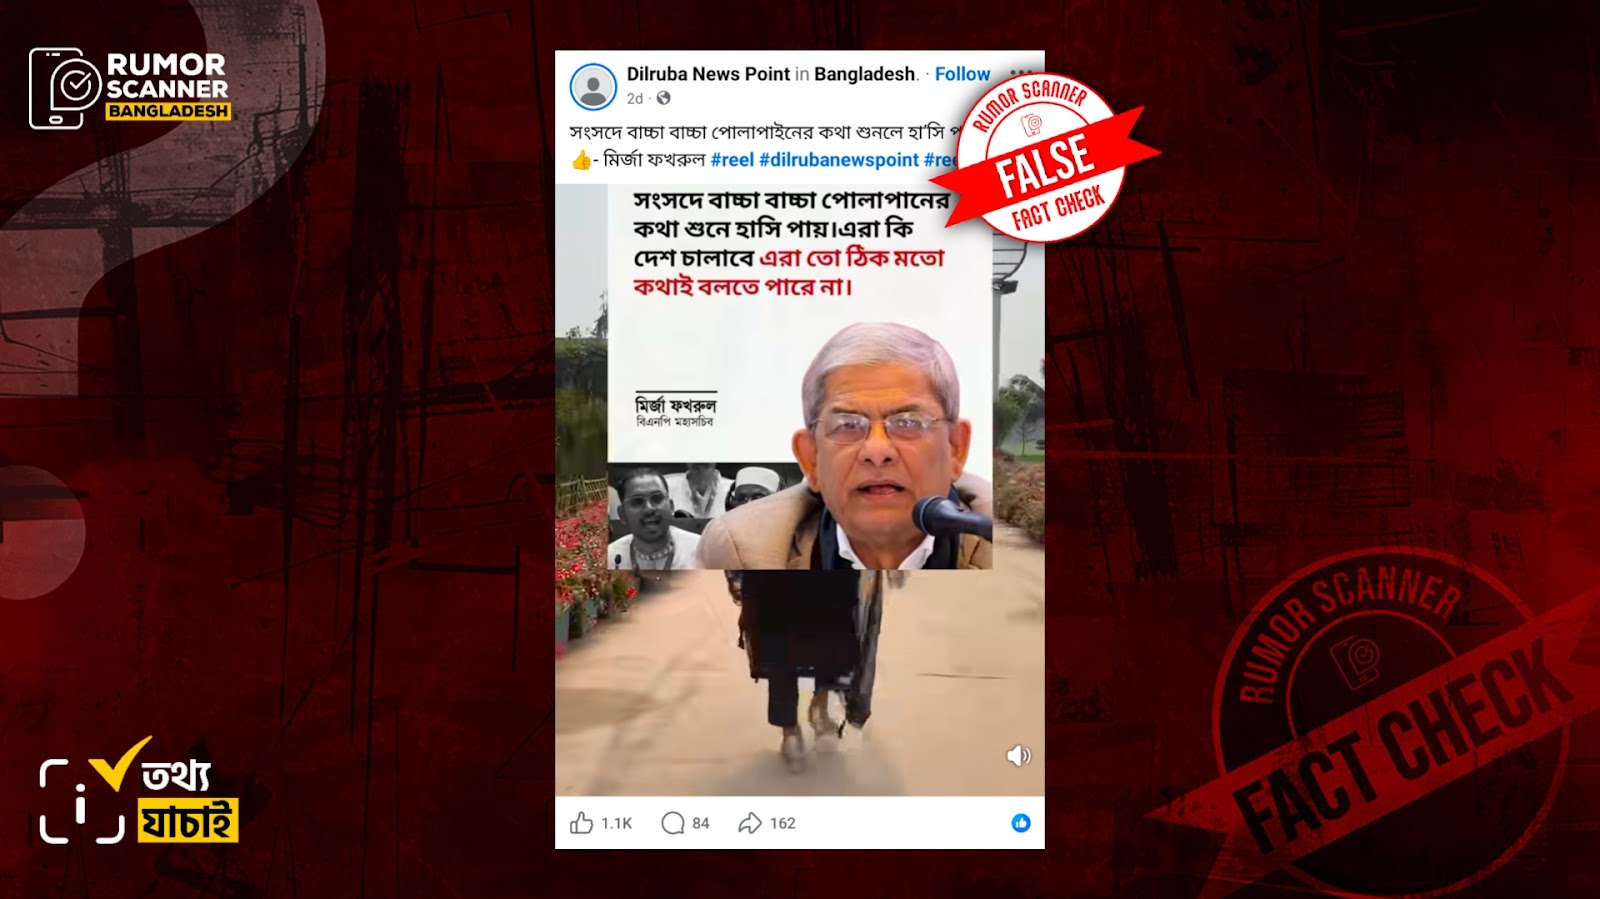 RUMOR
SCANNER
BANGLADESH
Dilruba News Point in Bangladesh. · Follow
2d ·
সংসদে বাচ্চা বাচ্চা পোলাপাইনের কথা শুনলে হা'সি
👍- মির্জা ফখরুল #reel #dilrubanewspoint
RUMOR SCANNER
FALSE
FACT CHECK
সংসদে বাচ্চা বাচ্চা পোলাপানের
কথা শুনে হাসি পায়।এরা কি
দেশ চালাবে এরা তো ঠিক মতো
কথাই বলতে পারে না।
মির্জা ফখরুল
বিএনপি মহাসচিব
তথ্য
যাচাই
1.1K 84 162
RUMOR SCANNER
FACT CHECK